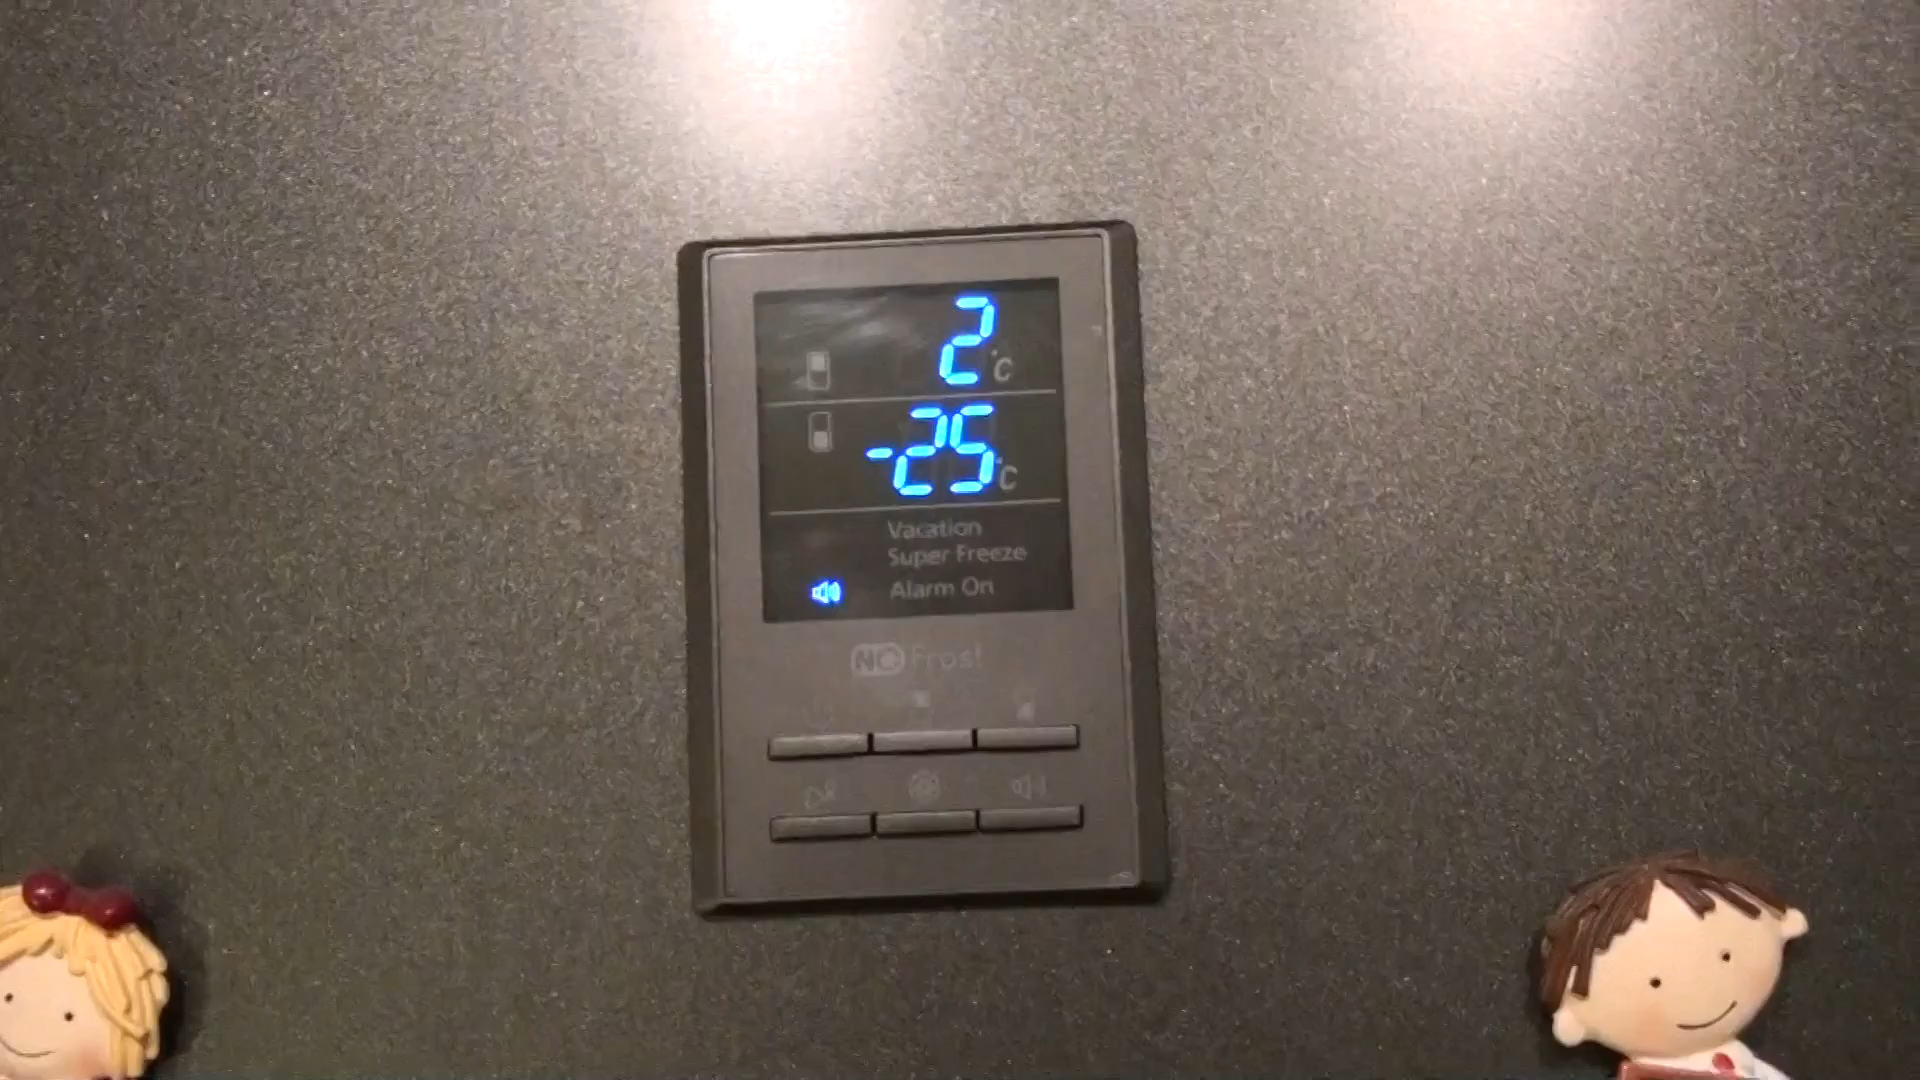 2 °C
-25 °C
Vacation
Super Freeze
Alarm On
NO Frost